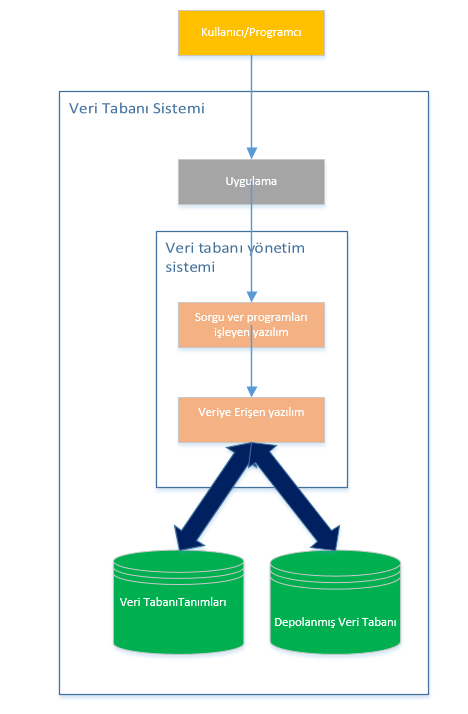 Kullanıcı/Programcı
Veri Tabanı Sistemi
Uygulama
Veri tabanı yönetim
sistemi
Sorgu ver programları
işleyen yazılım
Veriye Erişen yazılım
Veri TabanıTanımları
Depolanmış Veri Tabanı